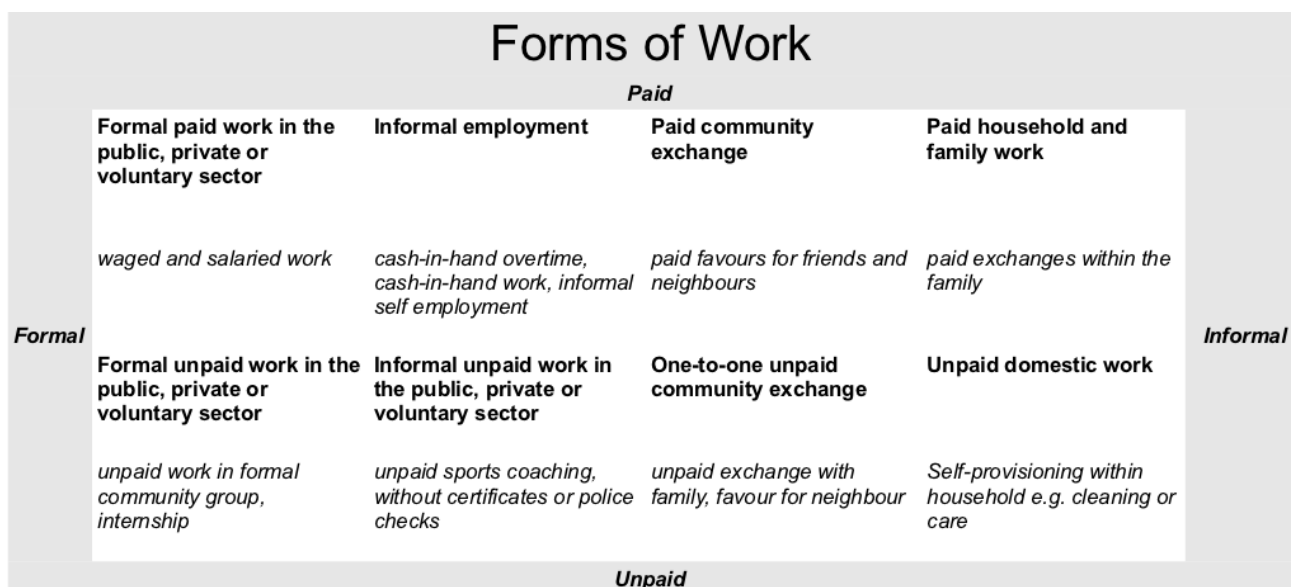 Forms of Work
Paid
Formal paid work in the
public, private or
voluntary sector
Informal employment
Paid community
exchange
Paid household and
family work
waged and salaried work
cash-in-hand overtime,
cash-in-hand work, informal
self employment
paid favours for friends and
neighbours
paid exchanges within the
family
Formal
Informal
Formal unpaid work in the
public, private or
voluntary sector
Informal unpaid work in
the public, private or
voluntary sector
One-to-one unpaid
community exchange
Unpaid domestic work
unpaid work in formal
community group,
internship
unpaid sports coaching,
without certificates or police
checks
unpaid exchange with
family, favour for neighbour
Self-provisioning within
household e.g. cleaning or
care
Unpaid